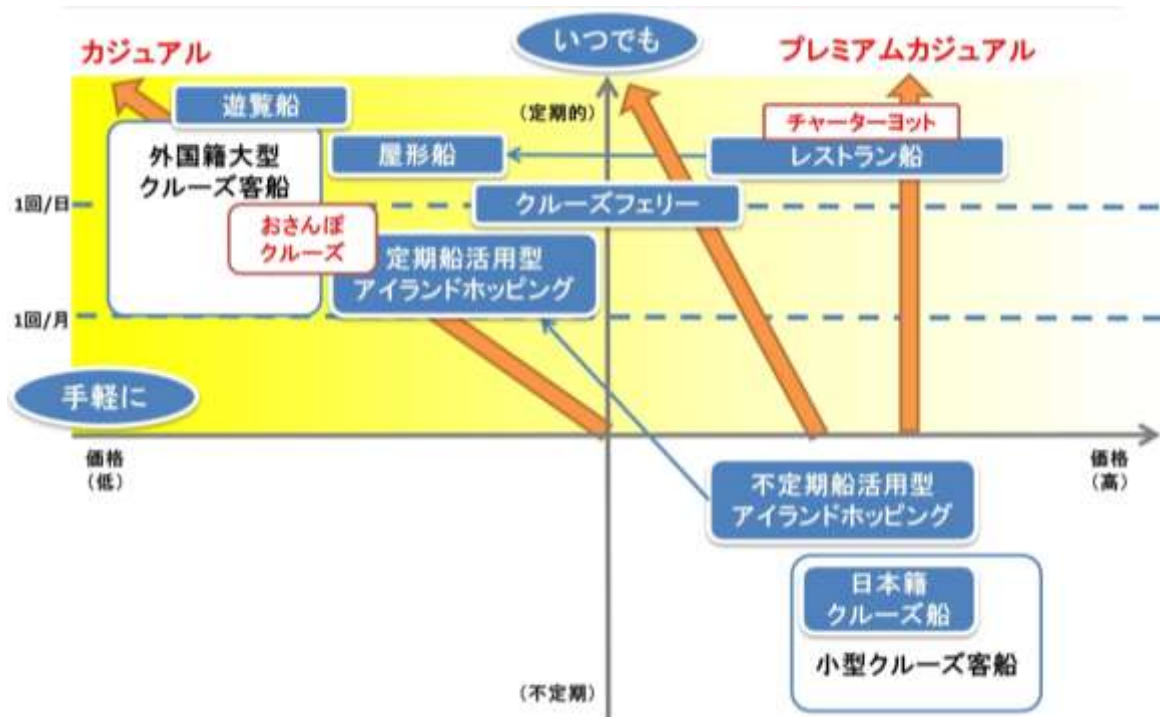 いつでも
カジュアル
プレミアムカジュアル
遊覧船
(定期的)
チャーターヨット
外国籍大型
クルーズ客船
屋形船
レストラン船
1回/日
クルーズフェリー
おさんぽ
クルーズ
定期船活用型
アイランドホッピング
1回/月
手軽に
価格
(低)
価格
(高)
不定期船活用型
アイランドホッピング
日本籍
クルーズ船
小型クルーズ客船
(不定期)